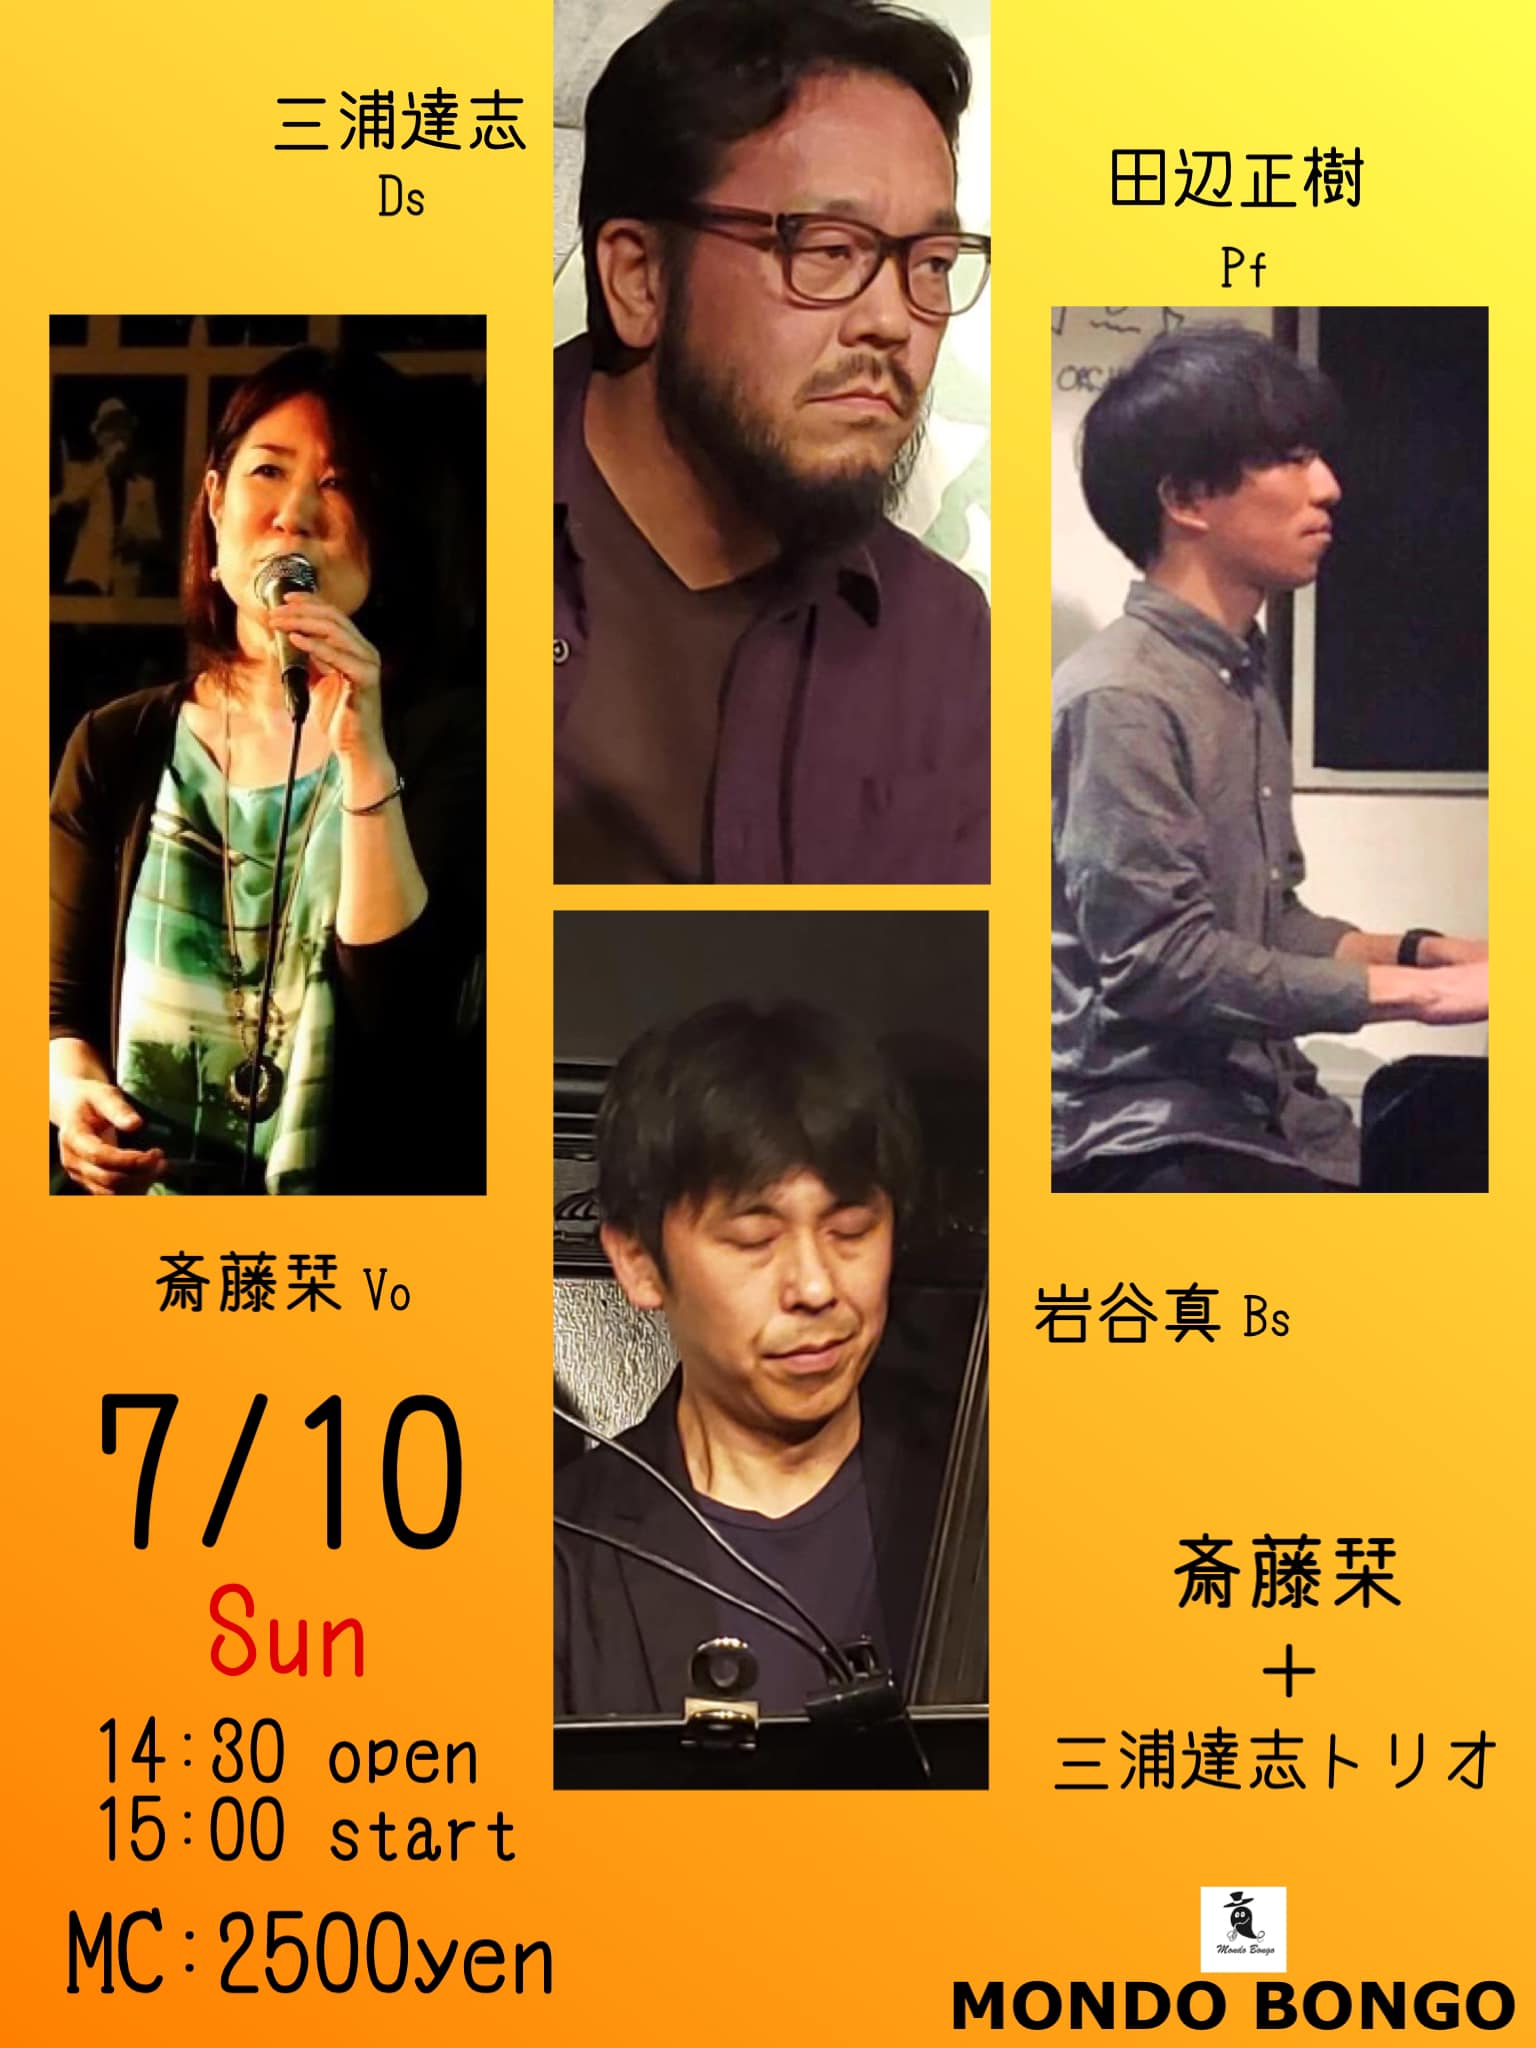 三浦達志
Ds
田辺正樹
Pf
斎藤栞 Vo
岩谷真 Bs
7/10
Sun
14:30 open
15:00 start
MC:2500yen
斎藤栞
+
三浦達志トリオ
Mondo Bongo
MONDO BONGO